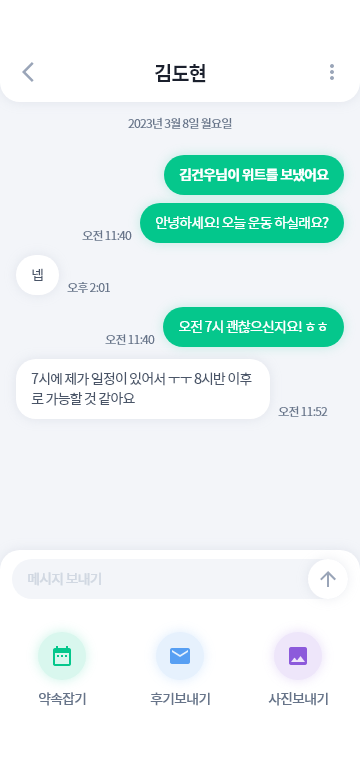 김도현
2023년 3월 8일 월요일
김건우님이 위트를 보냈어요
안녕하세요! 오늘 운동 하실래요?
오전 11:40
넵
오후 2:01
오전 7시 괜찮으신지요! ㅎㅎ
오전 11:40
7시에 제가 일정이 있어서 ㅜㅜ 8시반 이후
로 가능할 것 같아요
오전 11:52
메시지 보내기
약속잡기
후기보내기
사진보내기